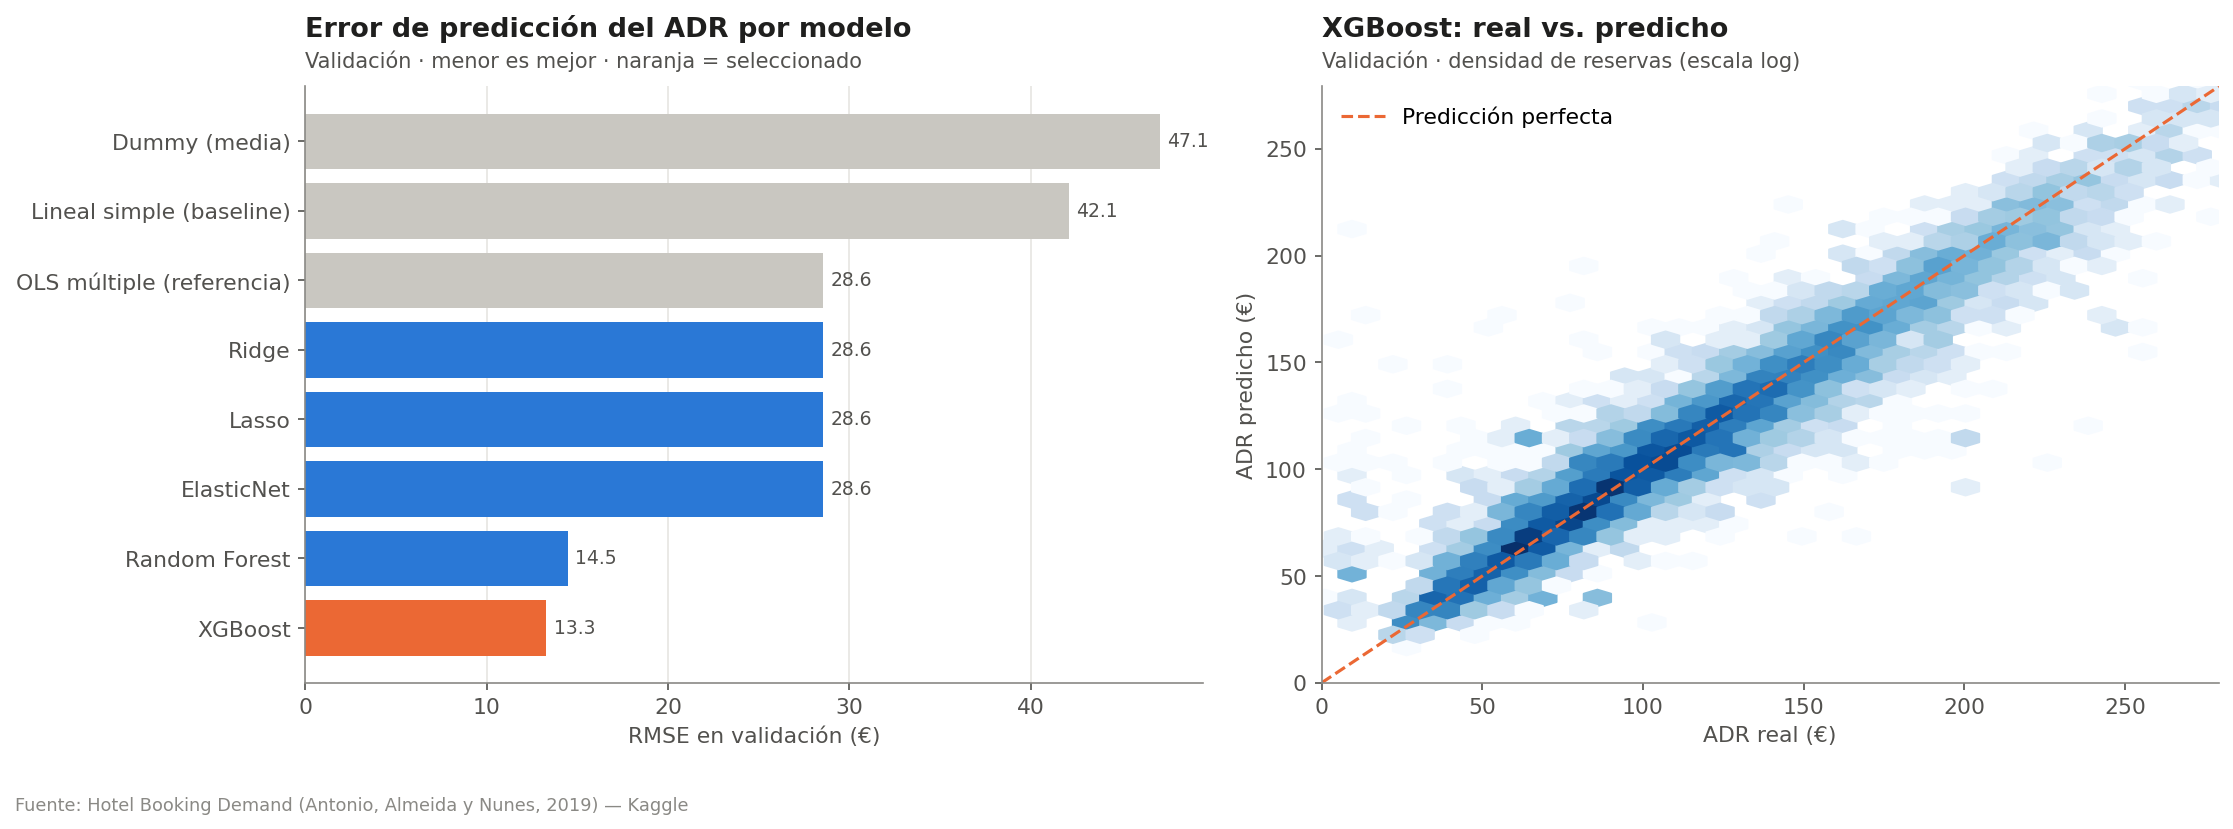 Error de predicción del ADR por modelo
Validación · menor es mejor · naranja = seleccionado
Dummy (media)
47.1
Lineal simple (baseline)
42.1
OLS múltiple (referencia)
28.6
Ridge
28.6
Lasso
28.6
ElasticNet
28.6
Random Forest
14.5
XGBoost
13.3
0 10 20 30 40
RMSE en validación (€)
XGBoost: real vs. predicho
Validación · densidad de reservas (escala log)
Predicción perfecta
ADR predicho (€)
250
200
150
100
50
0
0 50 100 150 200 250
ADR real (€)
Fuente: Hotel Booking Demand (Antonio, Almeida y Nunes, 2019) — Kaggle